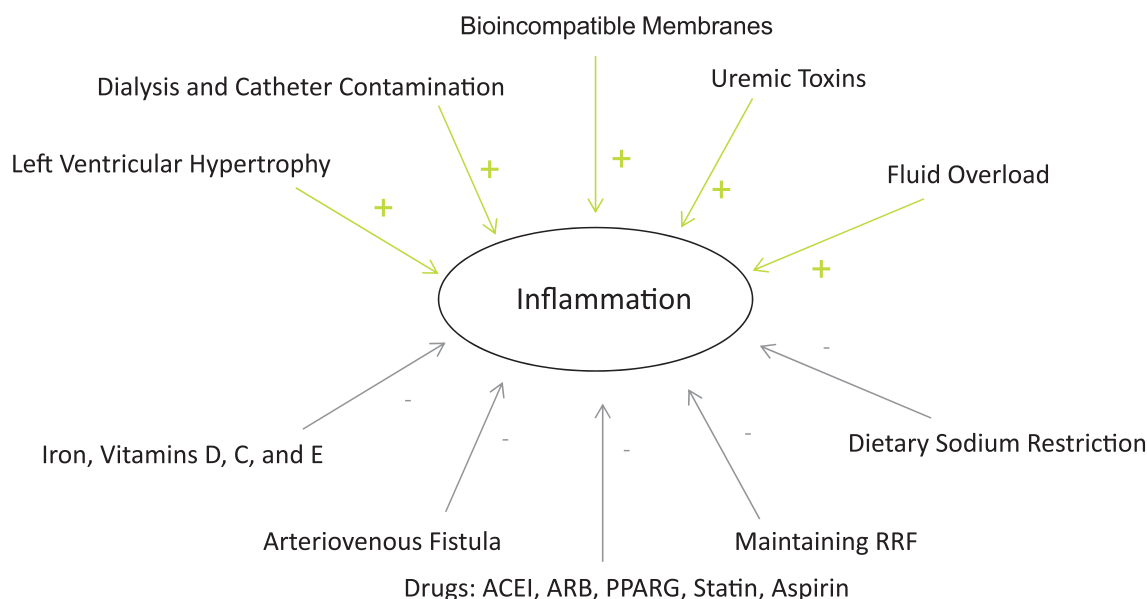 Bioincompatible Membranes
Uremic Toxins
Dialysis and Catheter Contamination
Left Ventricular Hypertrophy
Fluid Overload
+
+
+
+
+
Inflammation
-
-
-
-
-
Iron, Vitamins D, C, and E
Dietary Sodium Restriction
Arteriovenous Fistula
Maintaining RRF
Drugs: ACEI, ARB, PPARG, Statin, Aspirin